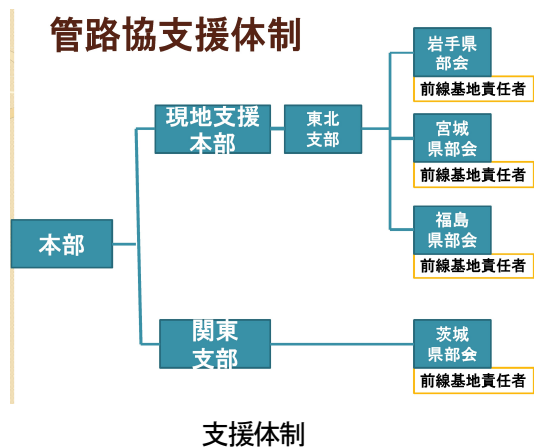 管路協支援体制
岩手県
部会
前線基地責任者
現地支援
本部
東北
支部
宮城
県部会
前線基地責任者
本部
福島
県部会
前線基地責任者
関東
支部
茨城
県部会
前線基地責任者
支援体制